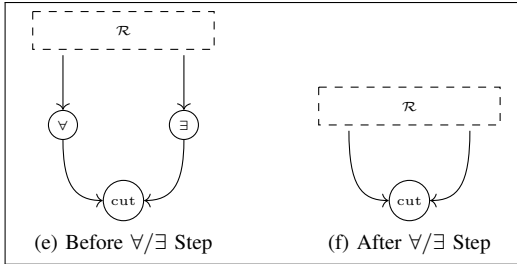 ℛ
∀
∃
cut
(e) Before ∀/∃ Step
ℛ
cut
(f) After ∀/∃ Step